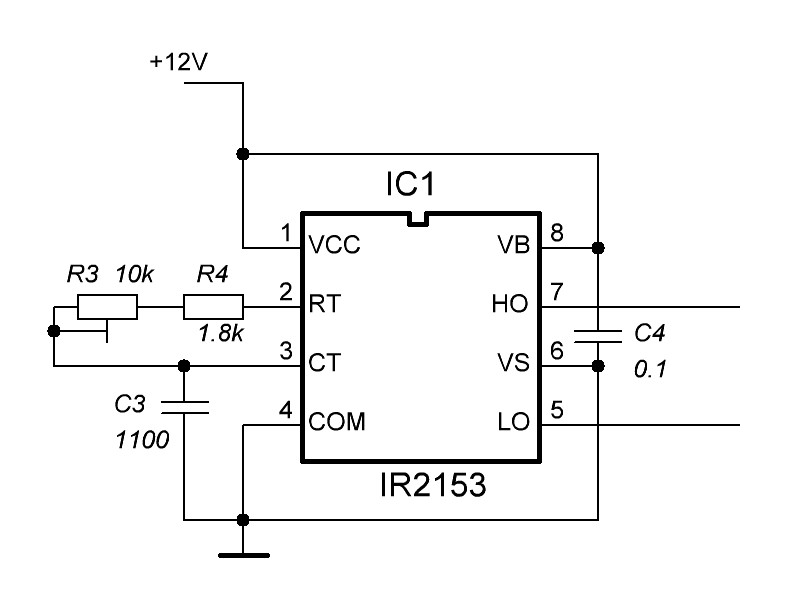 +12V
IC1
1 VCC VB 8
R3 10k R4
2 RT HO 7
1.8k
C4
3 CT VS 6
0.1
C3
1100
4 COM LO 5
IR2153